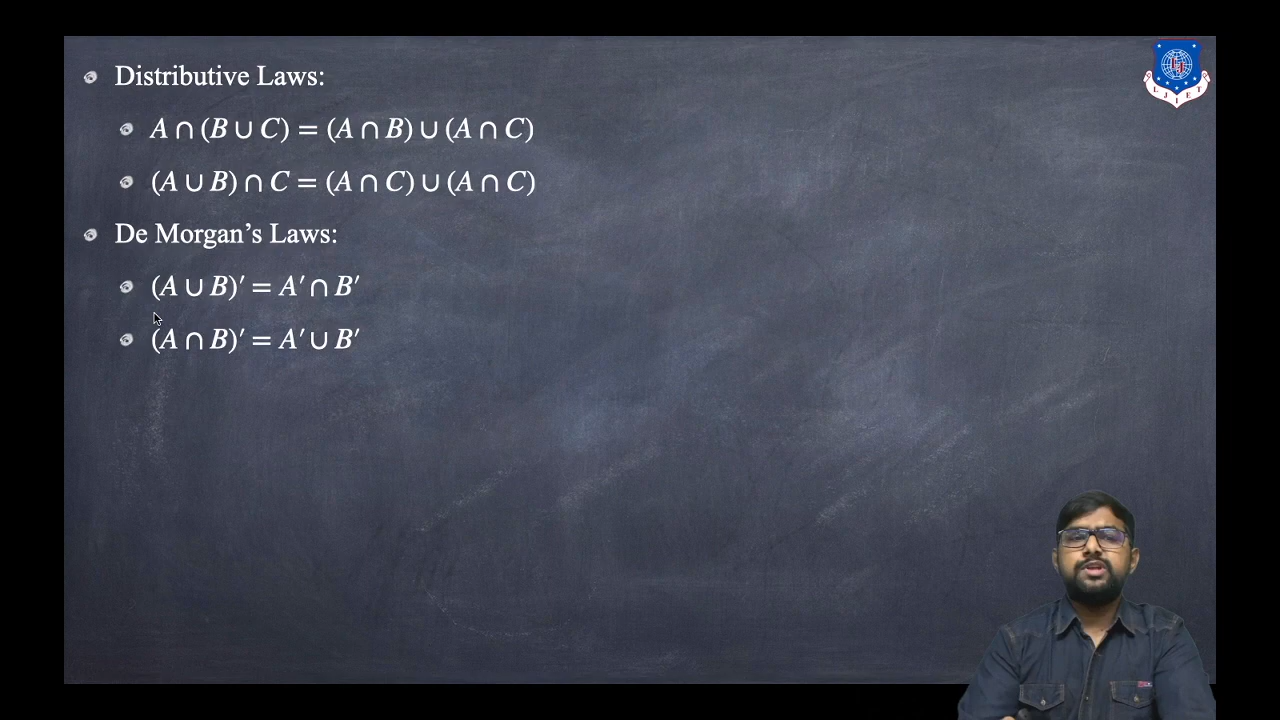 Distributive Laws:
A ∩ (B ∪ C) = (A ∩ B) ∪ (A ∩ C)
(A ∪ B) ∩ C = (A ∩ C) ∪ (A ∩ C)
De Morgan’s Laws:
(A ∪ B)′ = A′ ∩ B′
(A ∩ B)′ = A′ ∪ B′
L J I E T